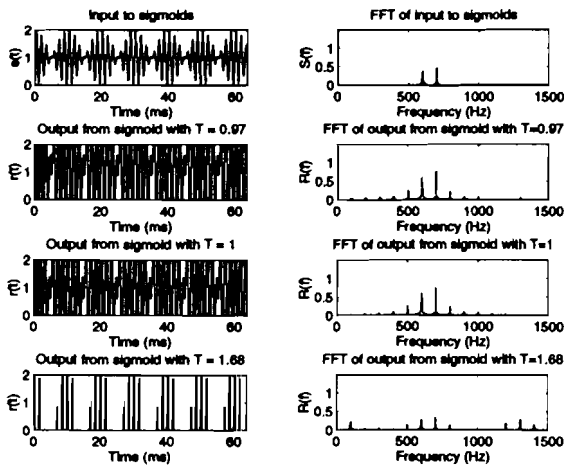 Input to sigmoids
FFT of input to sigmoids
2
1
0
s(t)
0 20 40 60
Time (ms)
1
0.5
0
S(f)
0 500 1000 1500
Frequency (Hz)
Output from sigmoid with T = 0.97
FFT of output from sigmoid with T=0.97
2
1
0
r(t)
0 20 40 60
Time (ms)
1
0.5
0
R(f)
0 500 1000 1500
Frequency (Hz)
Output from sigmoid with T = 1
FFT of output from sigmoid with T=1
2
1
0
r(t)
0 20 40 60
Time (ms)
1
0.5
0
R(f)
0 500 1000 1500
Frequency (Hz)
Output from sigmoid with T = 1.68
FFT of output from sigmoid with T=1.68
2
1
0
r(t)
0 20 40 60
Time (ms)
1
0.5
0
R(f)
0 500 1000 1500
Frequency (Hz)